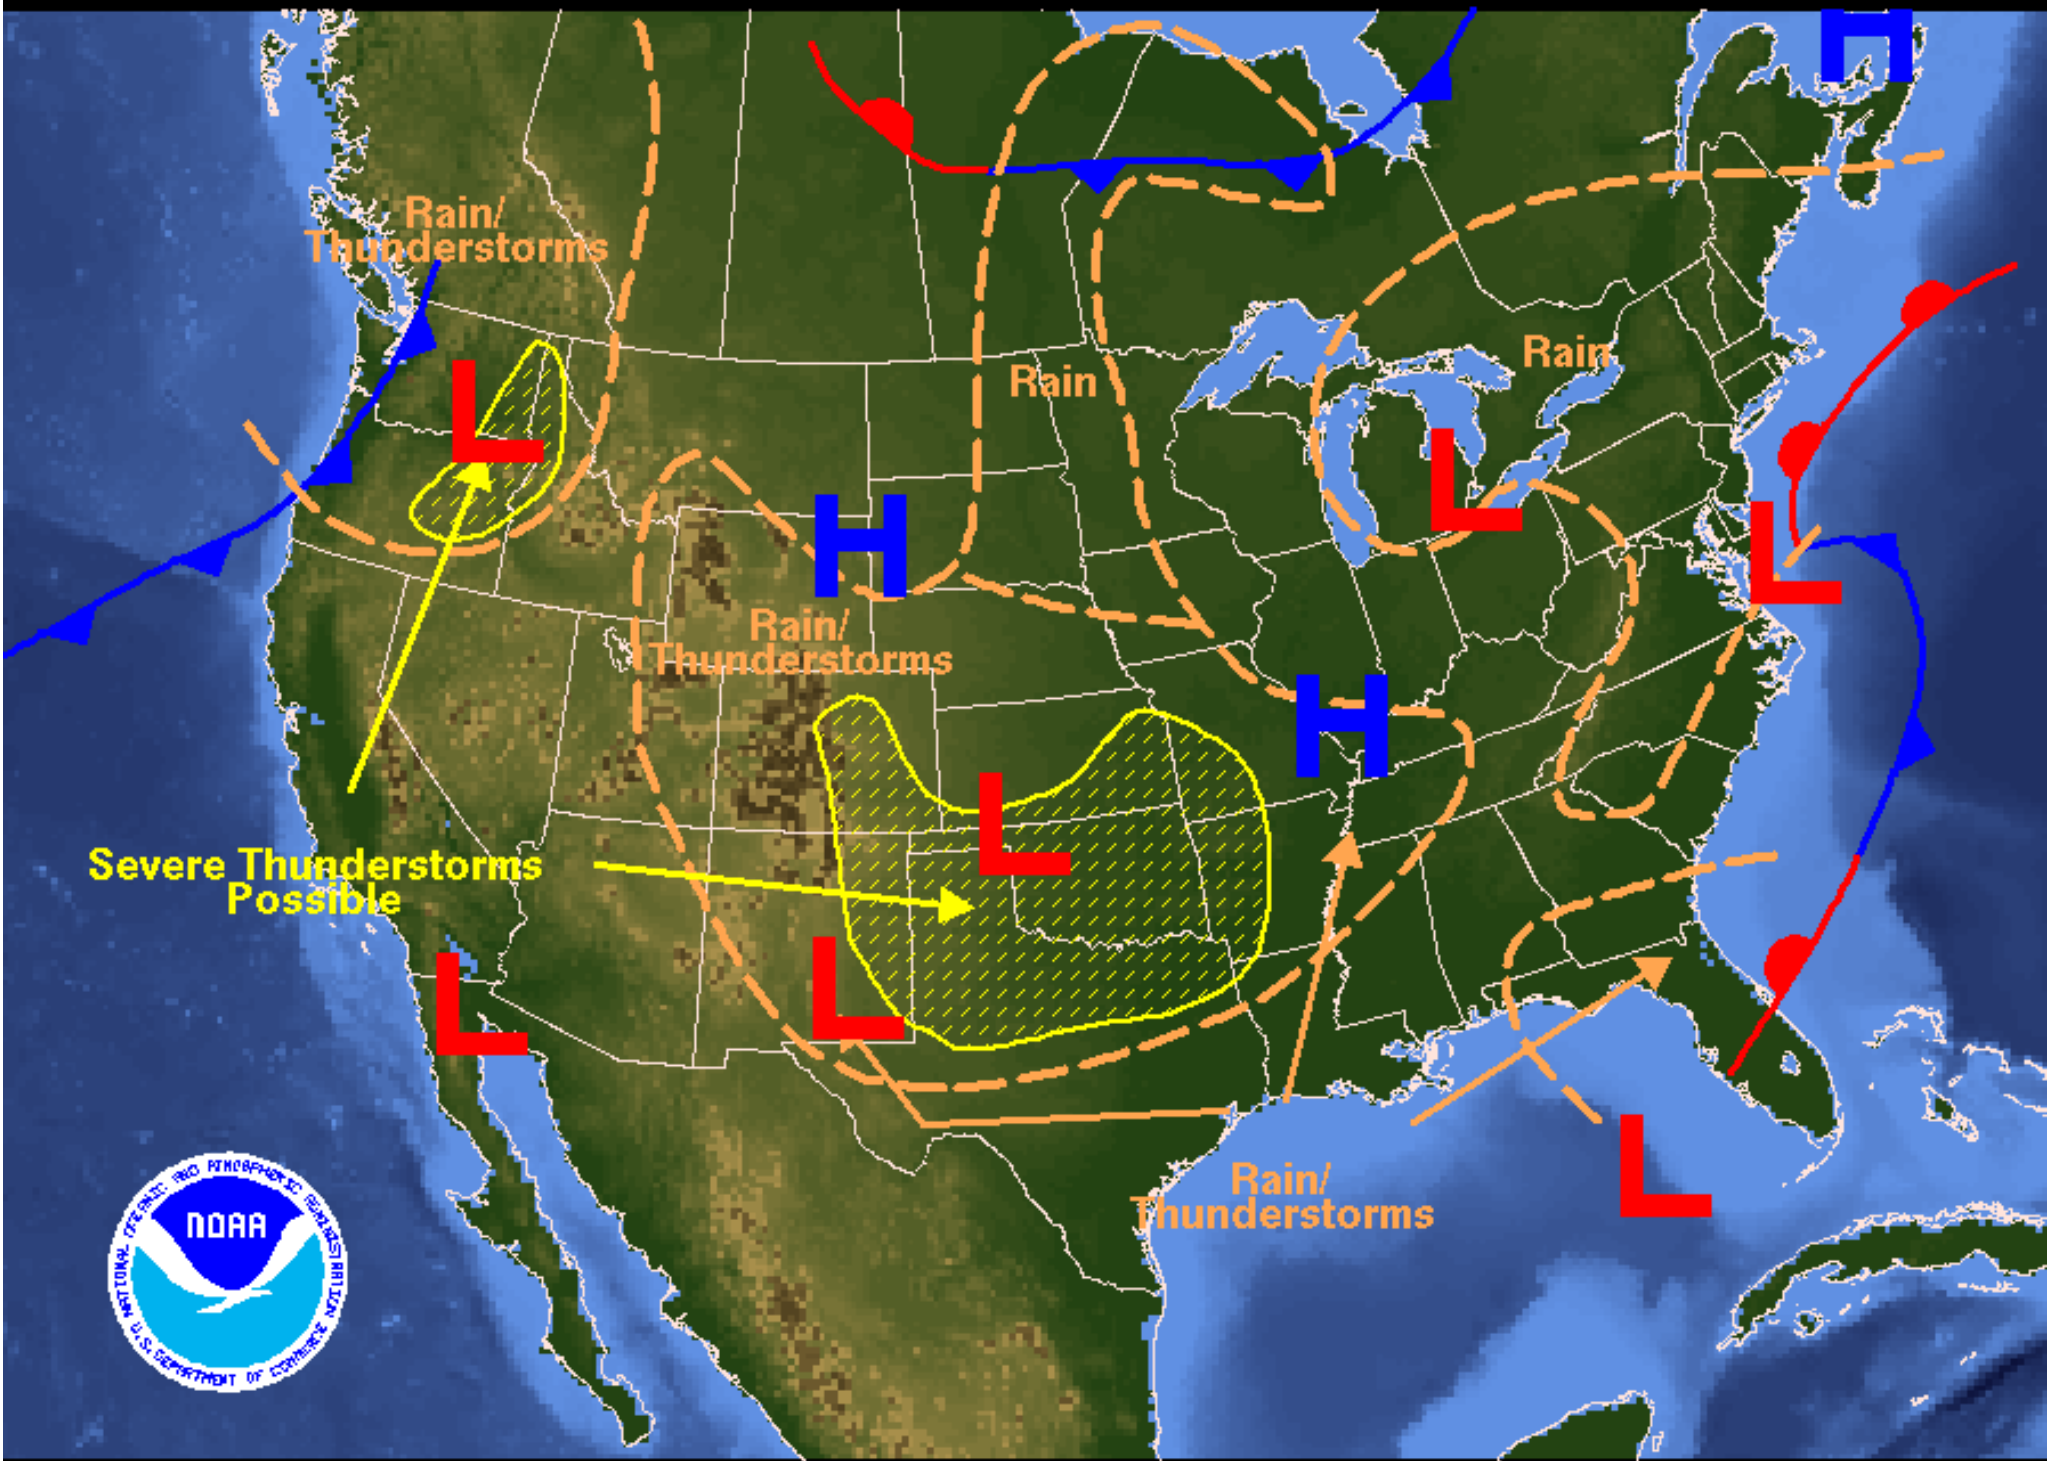 H
Rain/
Thunderstorms
Rain
Rain
L
L
H
L
Rain/
Thunderstorms
H
L
Severe Thunderstorms
Possible
L
L
L
Rain/
Thunderstorms
NOAA
NATIONAL OCEANIC AND ATMOSPHERIC ADMINISTRATION
U.S. DEPARTMENT OF COMMERCE